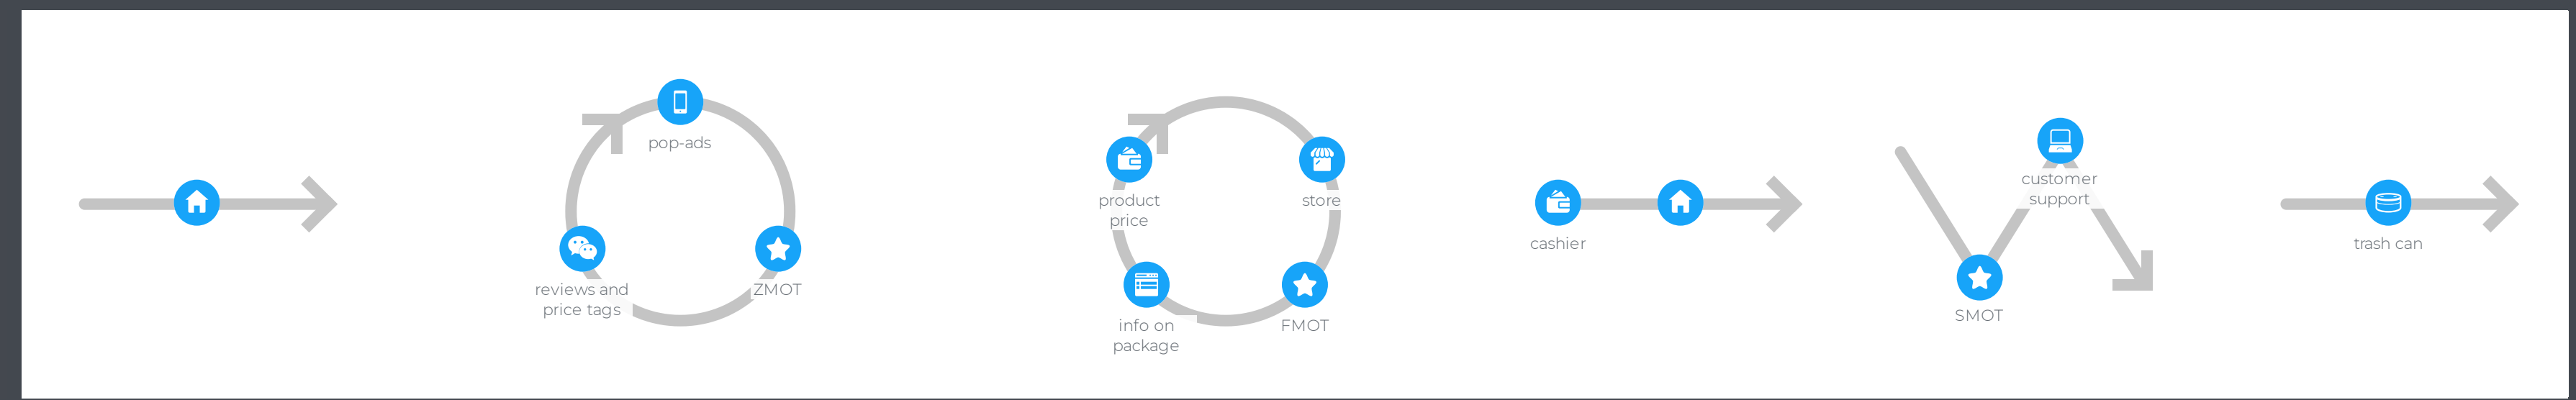 pop-ads
reviews and
price tags
ZMOT
product
price
store
info on
package
FMOT
cashier
customer
support
SMOT
trash can